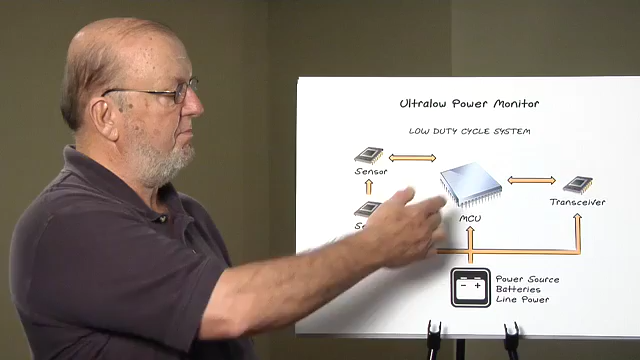 Ultralow Power Monitor
LOW DUTY CYCLE SYSTEM
Sensor
MCU
Transceiver
Power Source
Batteries
Line Power